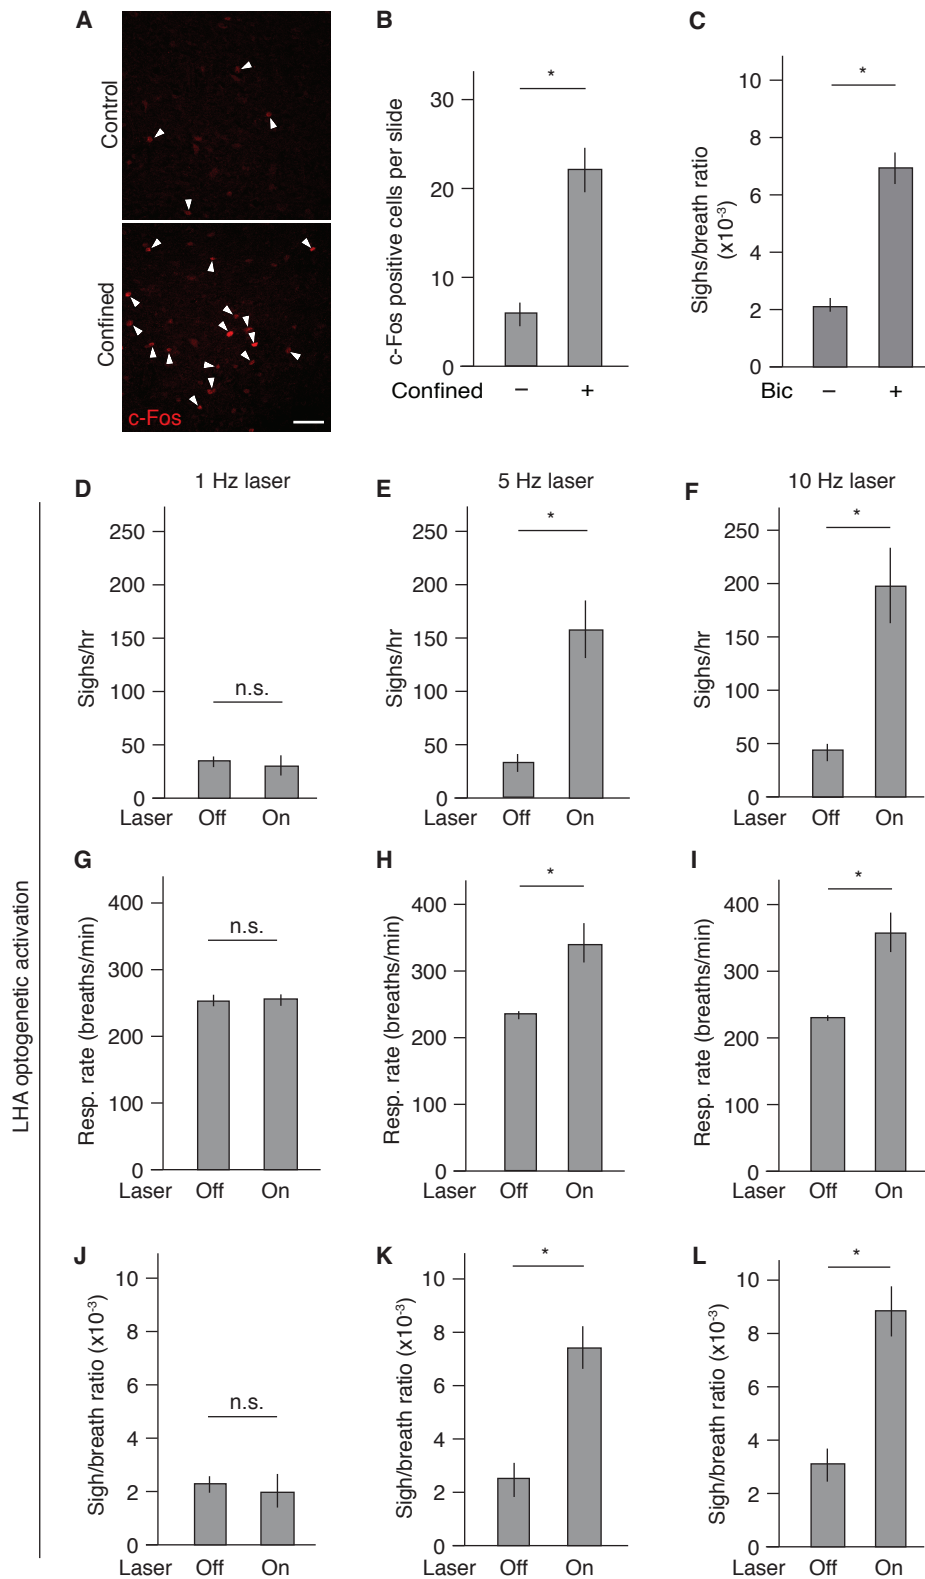 A
Control
Confined
c-Fos
B
c-Fos positive cells per slide
30
20
10
0
*
Confined – +
C
Sighs/breath ratio
(x10-3)
10
8
6
4
2
0
*
Bic – +
LHA optogenetic activation
D
1 Hz laser
Sighs/hr
250
200
150
100
50
0
n.s.
Laser Off On
E
5 Hz laser
Sighs/hr
250
200
150
100
50
0
*
Laser Off On
F
10 Hz laser
Sighs/hr
250
200
150
100
50
0
*
Laser Off On
G
Resp. rate (breaths/min)
400
300
200
100
0
n.s.
Laser Off On
H
Resp. rate (breaths/min)
400
300
200
100
0
*
Laser Off On
I
Resp. rate (breaths/min)
400
300
200
100
0
*
Laser Off On
J
Sigh/breath ratio (x10-3)
10
8
6
4
2
0
n.s.
Laser Off On
K
Sigh/breath ratio (x10-3)
10
8
6
4
2
0
*
Laser Off On
L
Sigh/breath ratio (x10-3)
10
8
6
4
2
0
*
Laser Off On